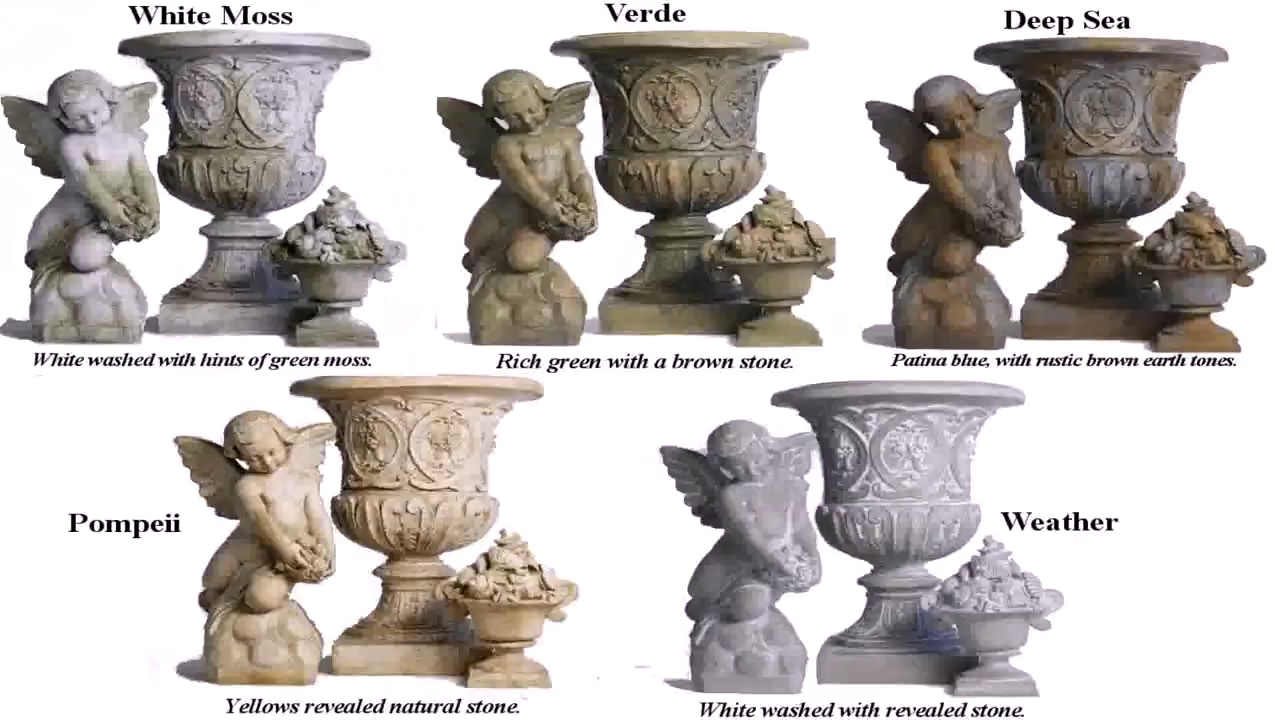 White Moss
Verde
Deep Sea
White washed with hints of green moss.
Rich green with a brown stone.
Patina blue, with rustic brown earth tones.
Pompeii
Weather
Yellows revealed natural stone.
White washed with revealed stone.